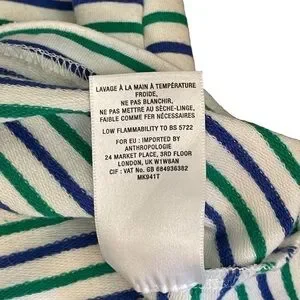 LAVAGE À LA MAIN À TEMPÉRATURE
FROIDE,
NE PAS BLANCHIR,
NE PAS METTRE AU SÈCHE-LINGE,
FAIBLE COMME FER NÉCESSAIRES
LOW FLAMMABILITY TO BS 5722
FOR EU : IMPORTED BY
ANTHROPOLOGIE
24 MARKET PLACE, 3RD FLOOR
LONDON, UK W1W8AN
CIF : VAT No. GB 684936382
MK941T